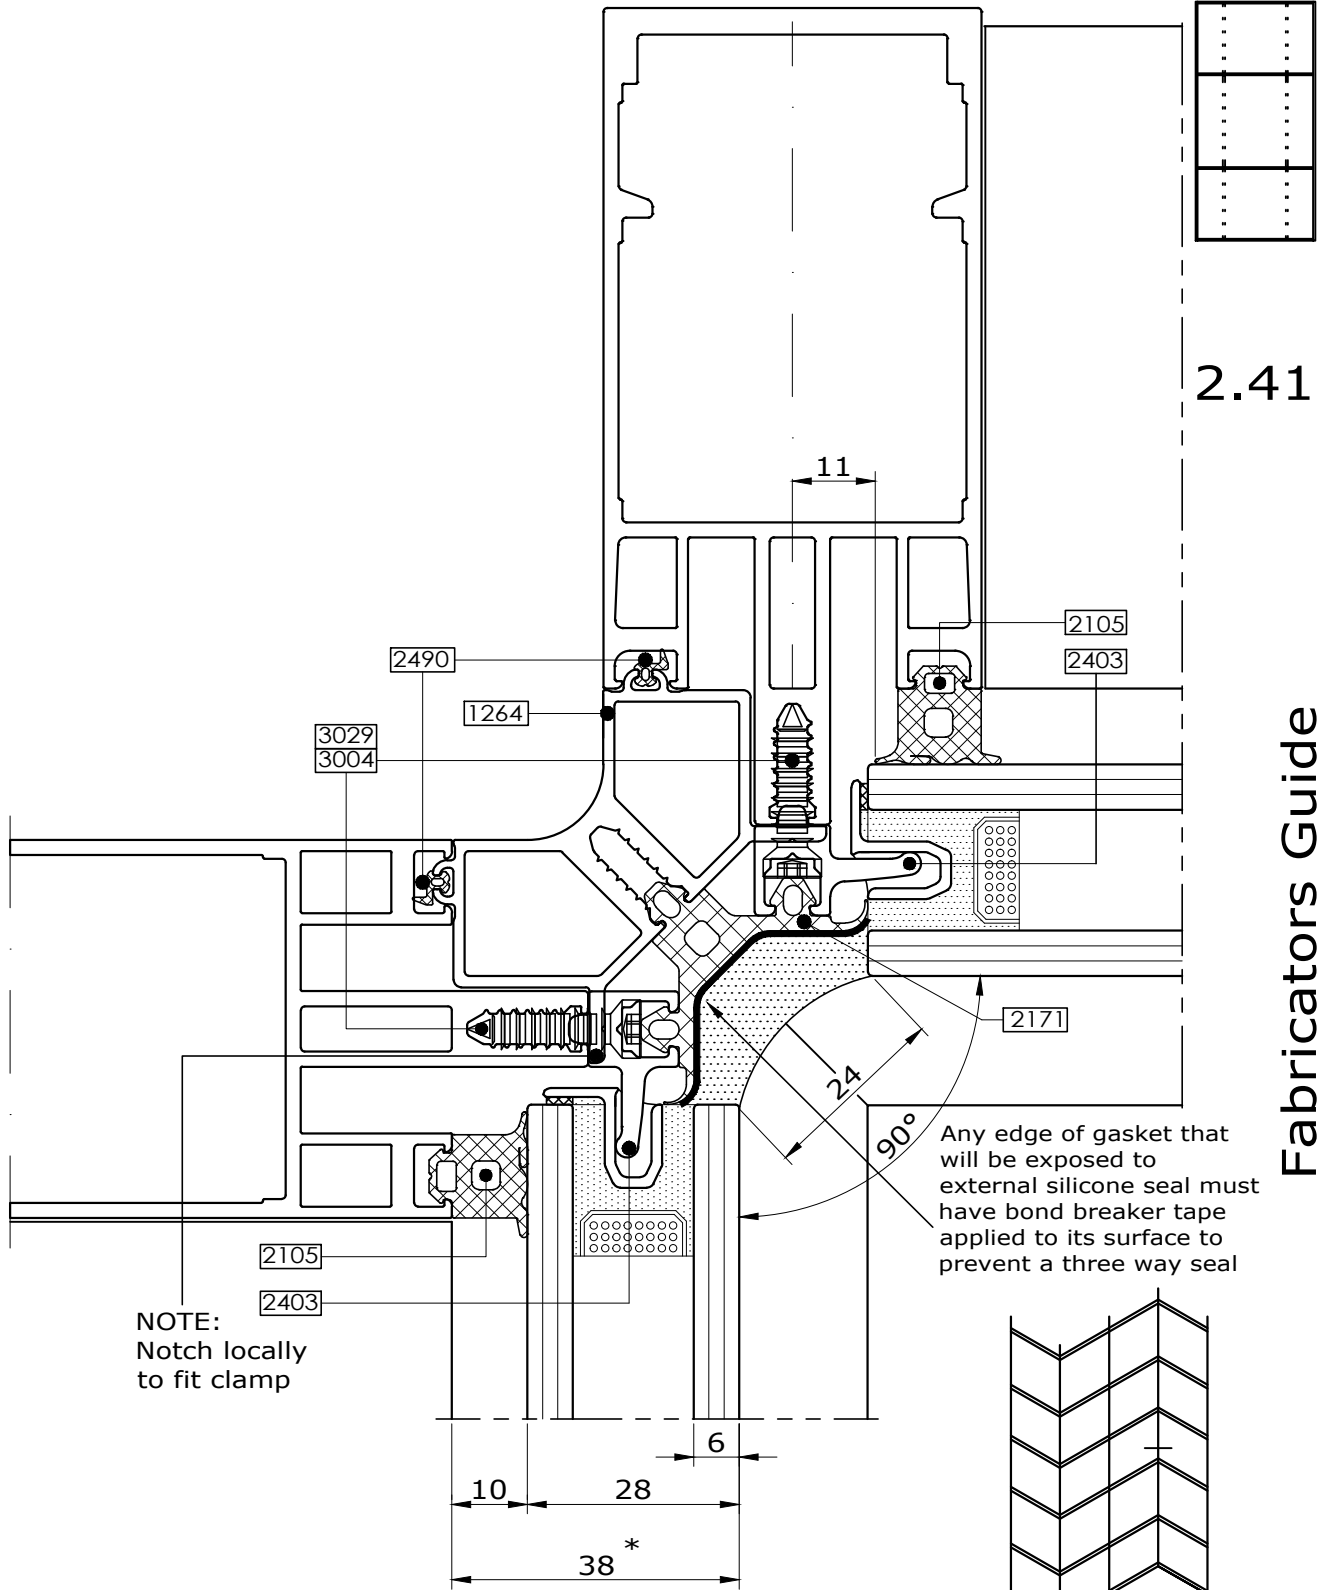 2.41
11
2105
2403
2490
1264
3029
3004
Fabricators Guide
2171
24
90°
Any edge of gasket that
will be exposed to
external silicone seal must
have bond breaker tape
applied to its surface to
prevent a three way seal
2105
2403
NOTE:
Notch locally
to fit clamp
6
10
28
38 *